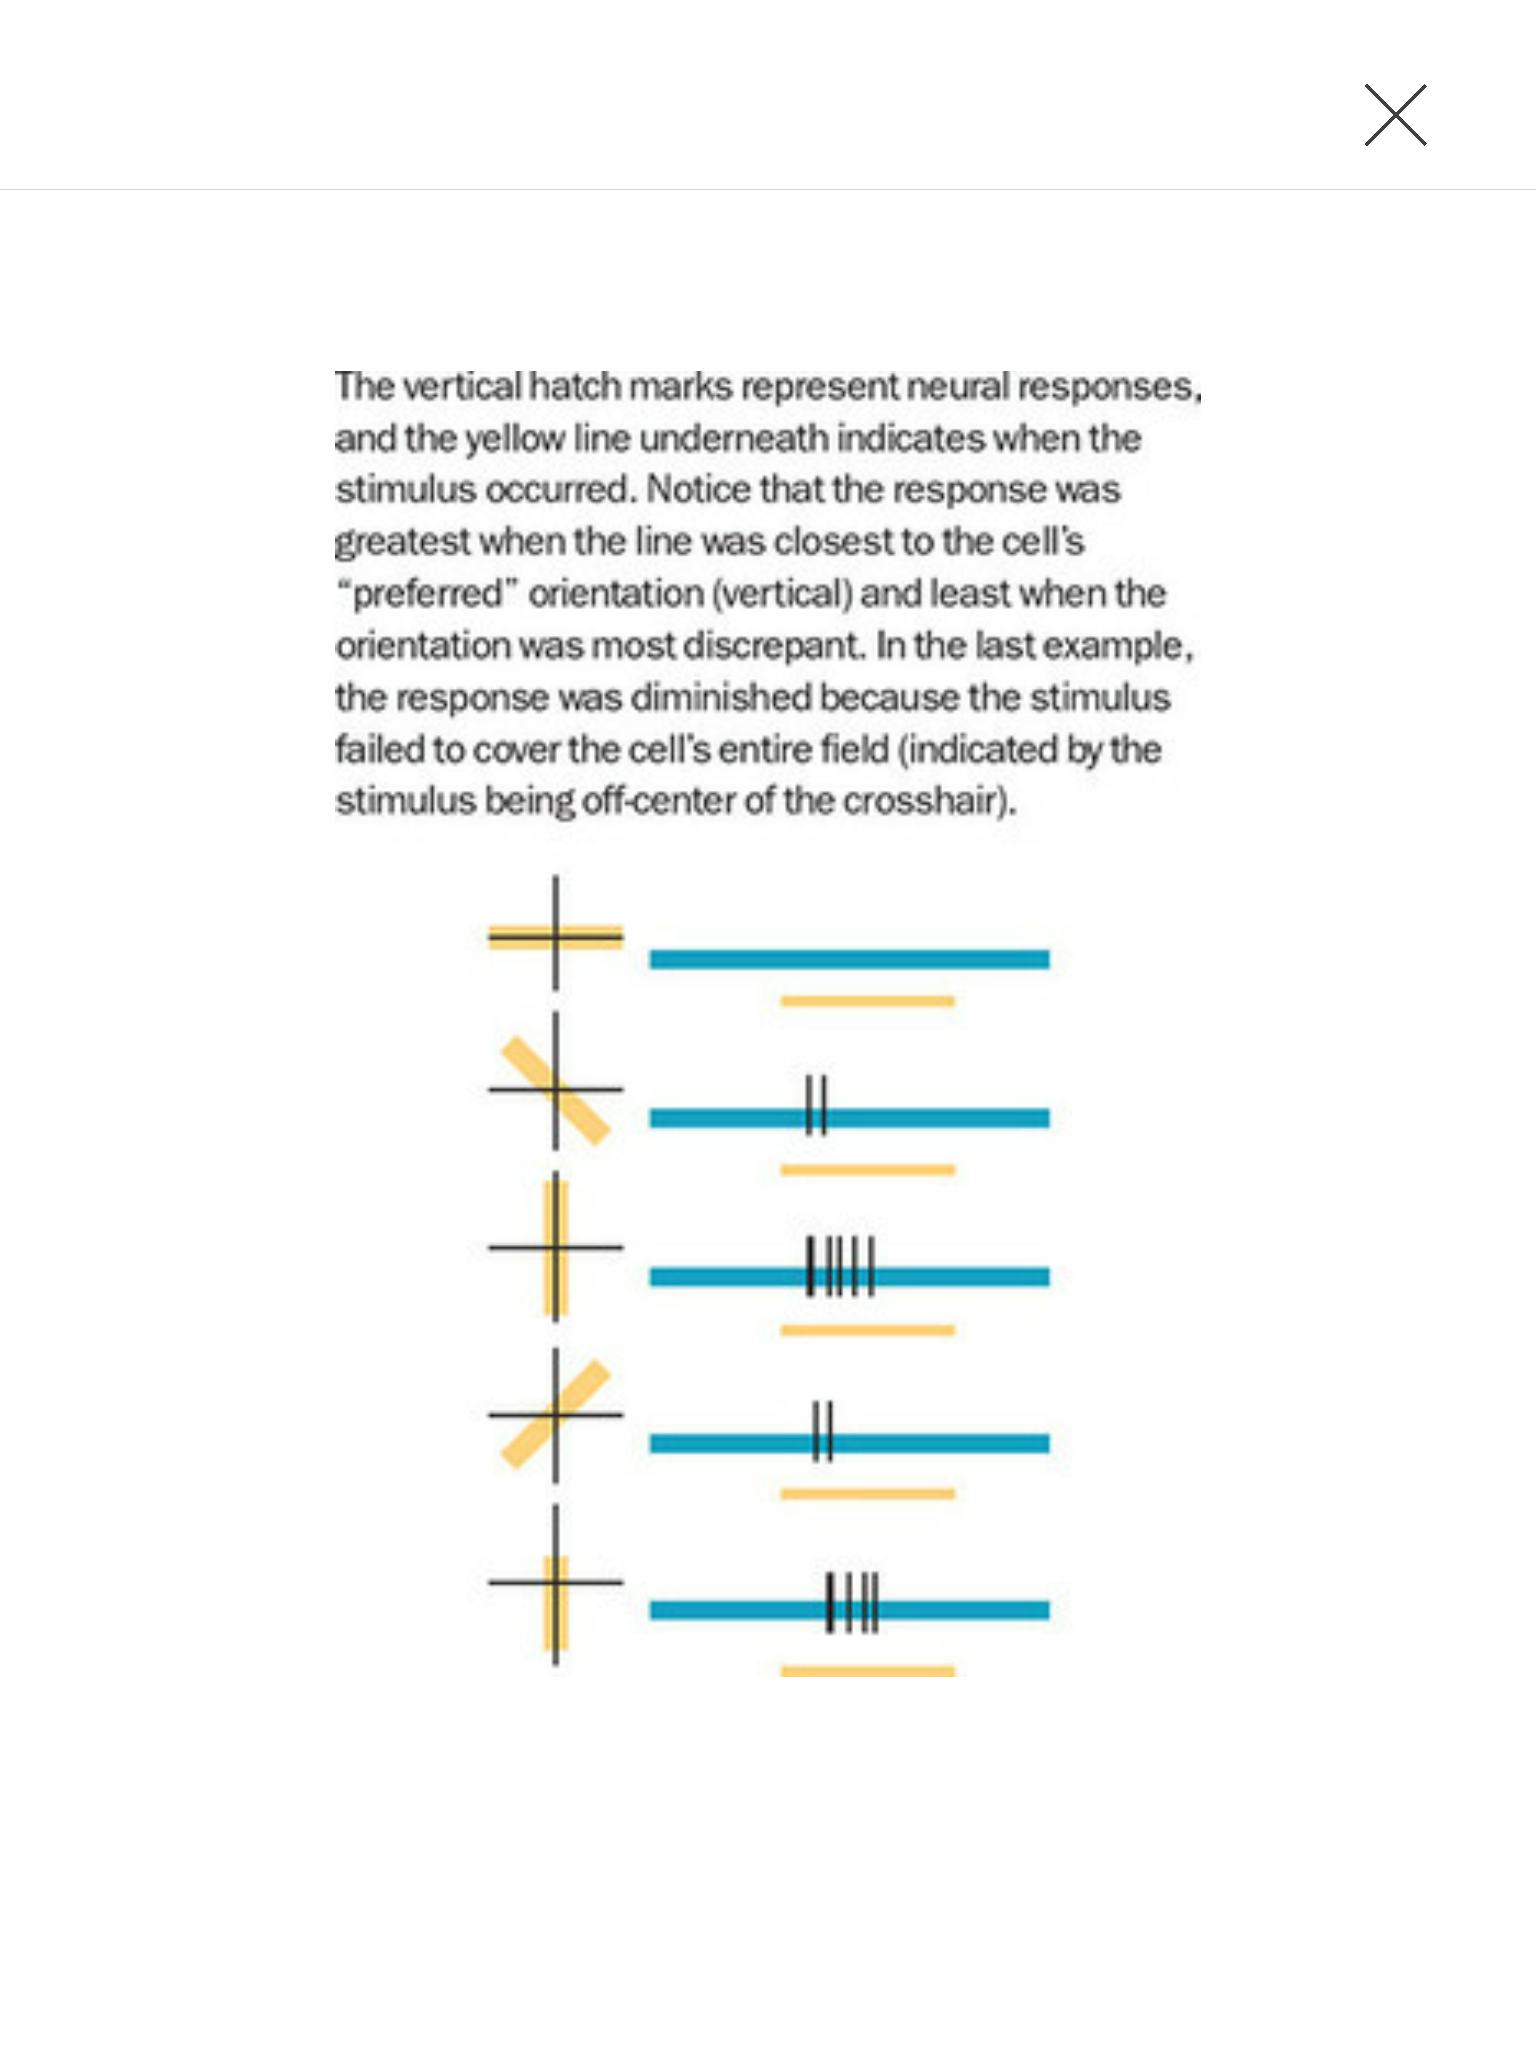 The vertical hatch marks represent neural responses,
and the yellow line underneath indicates when the
stimulus occurred. Notice that the response was
greatest when the line was closest to the cell’s
“preferred” orientation (vertical) and least when the
orientation was most discrepant. In the last example,
the response was diminished because the stimulus
failed to cover the cell’s entire field (indicated by the
stimulus being off-center of the crosshair).